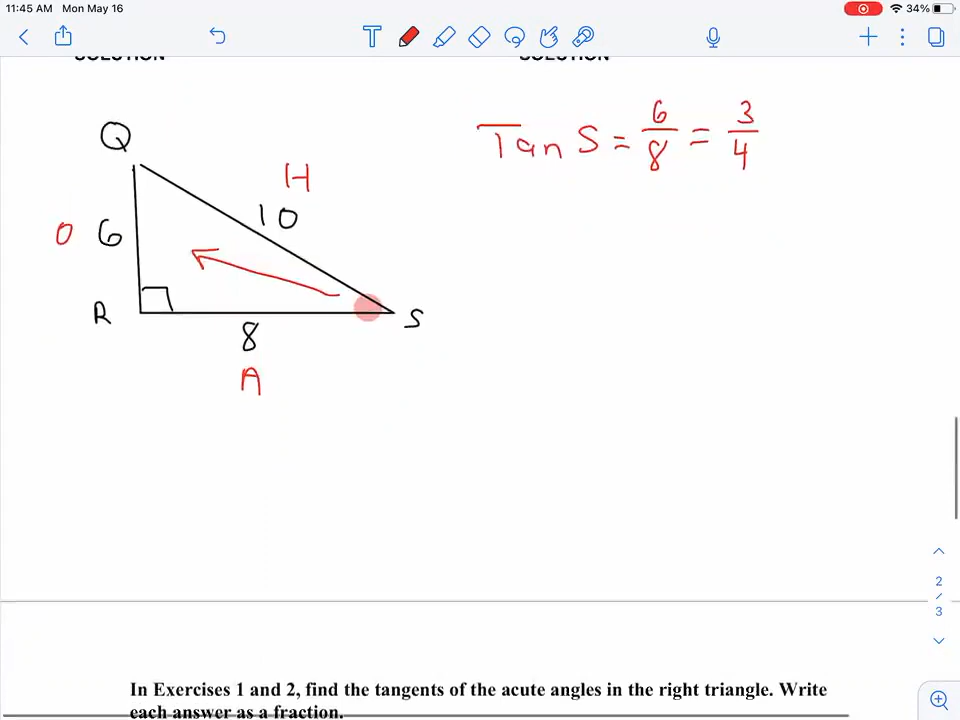 11:45 AM Mon May 16
34%
T
SOLUTION
SOLUTION
Q
Tan S = 6/8 = 3/4
H
10
O 6
R
S
8
A
2
/
3
In Exercises 1 and 2, find the tangents of the acute angles in the right triangle. Write
each answer as a fraction.